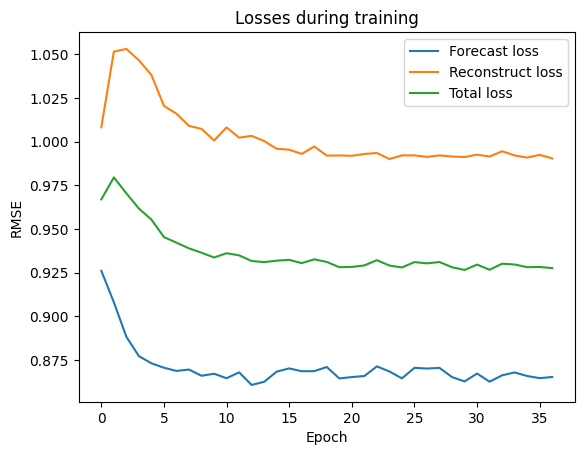 Losses during training
Forecast loss
Reconstruct loss
Total loss
RMSE
1.050
1.025
1.000
0.975
0.950
0.925
0.900
0.875
0 5 10 15 20 25 30 35
Epoch